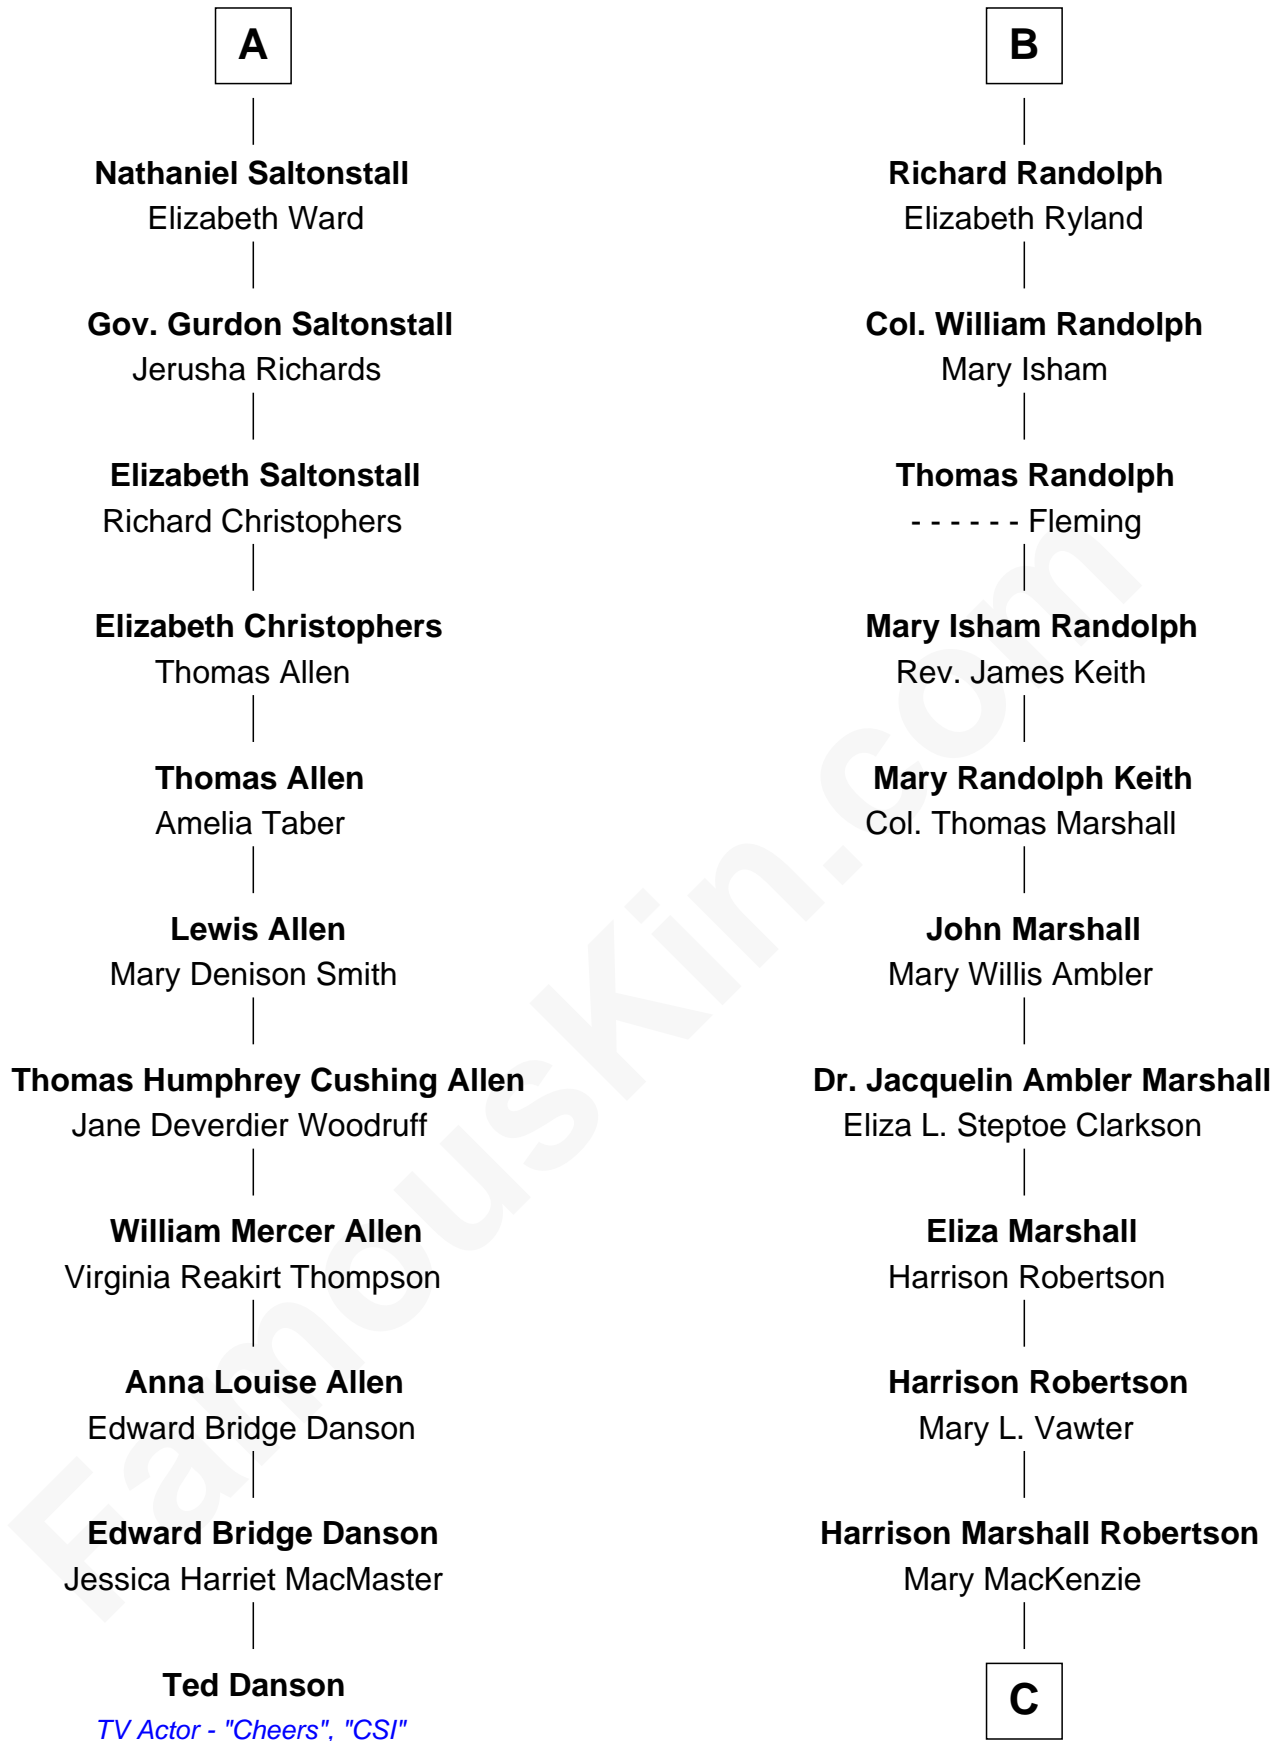 A
Nathaniel Saltonstall
Elizabeth Ward
Gov. Gurdon Saltonstall
Jerusha Richards
Elizabeth Saltonstall
Richard Christophers
Elizabeth Christophers
Thomas Allen
Thomas Allen
Amelia Taber
Lewis Allen
Mary Denison Smith
Thomas Humphrey Cushing Allen
Jane Deverdier Woodruff
William Mercer Allen
Virginia Reakirt Thompson
Anna Louise Allen
Edward Bridge Danson
Edward Bridge Danson
Jessica Harriet MacMaster
Ted Danson
TV Actor - "Cheers", "CSI"
B
Richard Randolph
Elizabeth Ryland
Col. William Randolph
Mary Isham
Thomas Randolph
- - - - - - Fleming
Mary Isham Randolph
Rev. James Keith
Mary Randolph Keith
Col. Thomas Marshall
John Marshall
Mary Willis Ambler
Dr. Jacquelin Ambler Marshall
Eliza L. Steptoe Clarkson
Eliza Marshall
Harrison Robertson
Harrison Robertson
Mary L. Vawter
Harrison Marshall Robertson
Mary MacKenzie
C
FamousKin.com